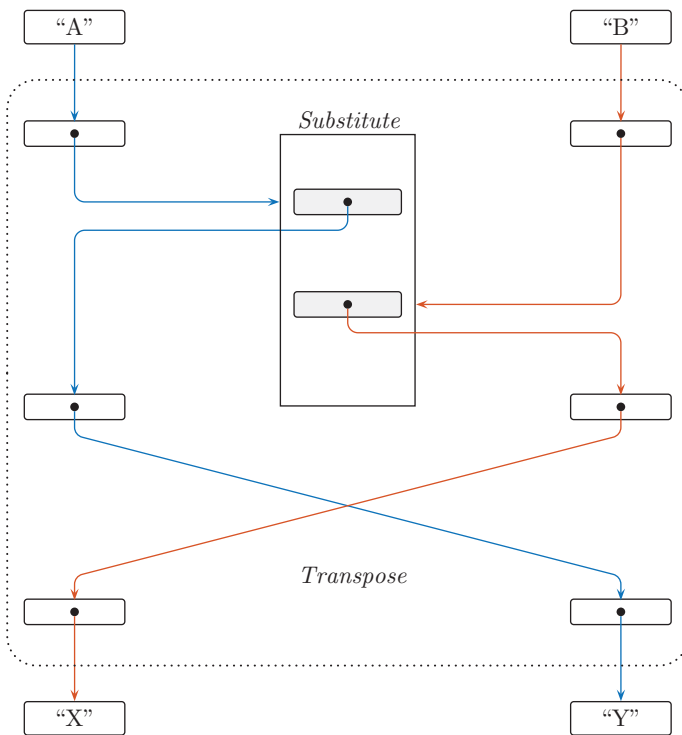 “A”
“B”
Substitute
Transpose
“X”
“Y”